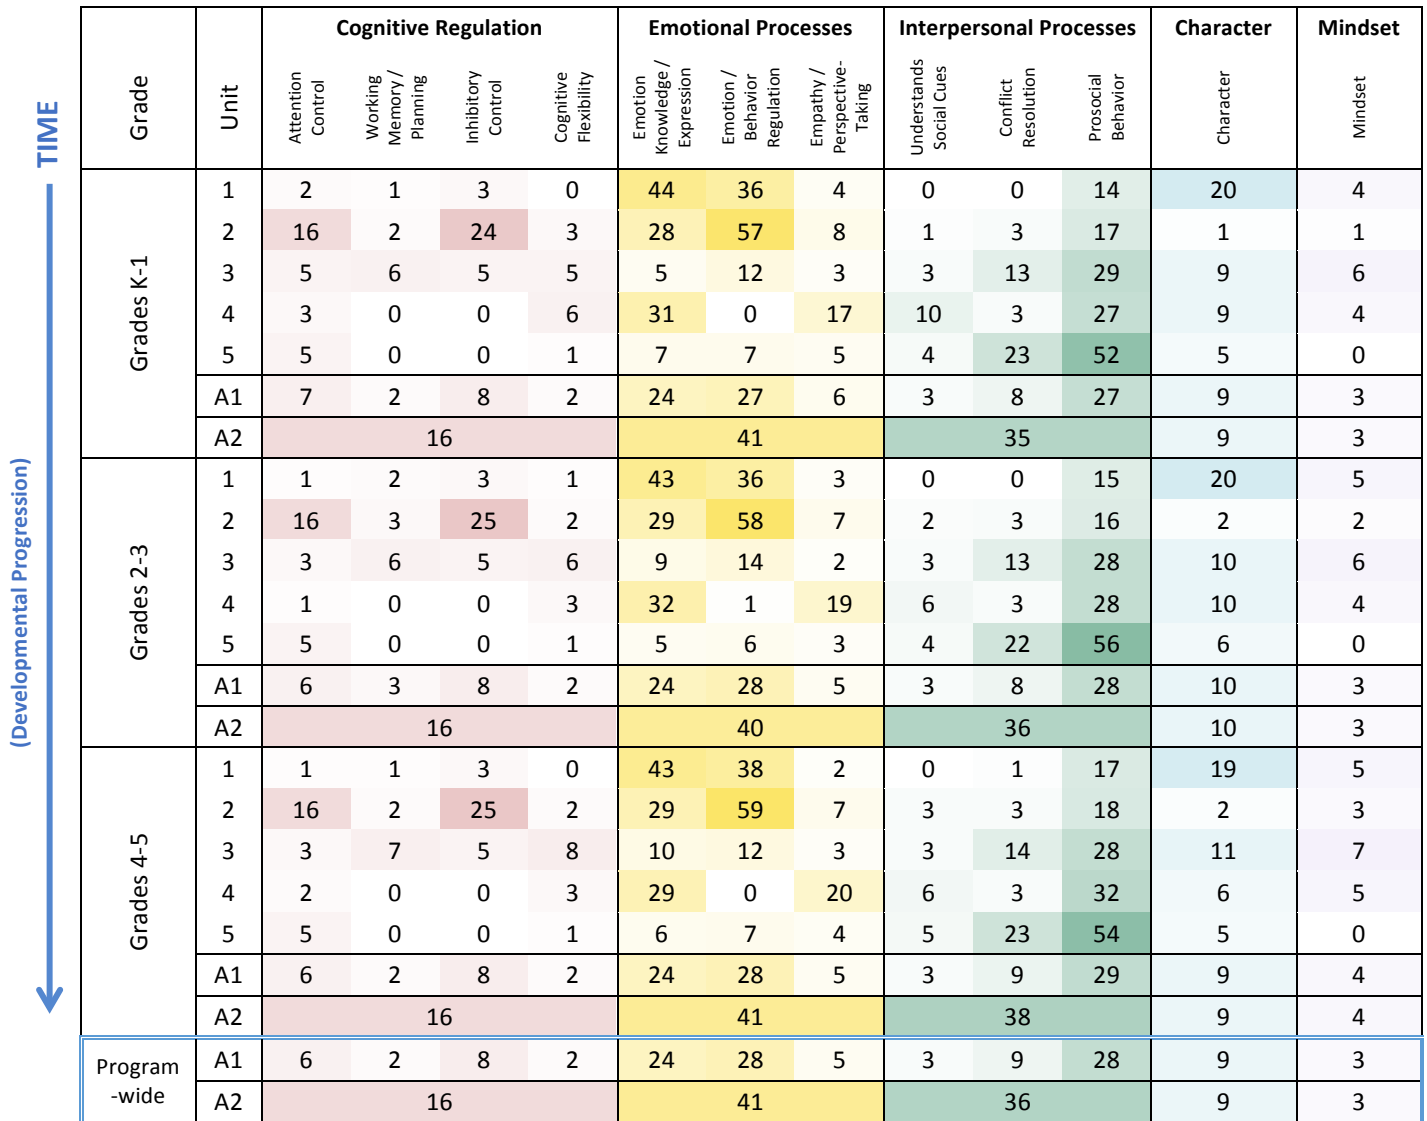 TIME
(Developmental Progression)
Grade
Unit
Cognitive Regulation
Emotional Processes
Interpersonal Processes
Character
Mindset
Attention
Control
Working
Memory /
Planning
Inhibitory
Control
Cognitive
Flexibility
Emotion
Knowledge /
Expression
Emotion /
Behavior
Regulation
Empathy /
Perspective-
Taking
Understands
Social Cues
Conflict
Resolution
Prosocial
Behavior
Character
Mindset
Grades K-1
1 2 1 3 0 44 36 4 0 0 14 20 4
2 16 2 24 3 28 57 8 1 3 17 1 1
3 5 6 5 5 5 12 3 3 13 29 9 6
4 3 0 0 6 31 0 17 10 3 27 9 4
5 5 0 0 1 7 7 5 4 23 52 5 0
A1 7 2 8 2 24 27 6 3 8 27 9 3
A2 16 41 35 9 3
Grades 2-3
1 1 2 3 1 43 36 3 0 0 15 20 5
2 16 3 25 2 29 58 7 2 3 16 2 2
3 3 6 5 6 9 14 2 3 13 28 10 6
4 1 0 0 3 32 1 19 6 3 28 10 4
5 5 0 0 1 5 6 3 4 22 56 6 0
A1 6 3 8 2 24 28 5 3 8 28 10 3
A2 16 40 36 10 3
Grades 4-5
1 1 1 3 0 43 38 2 0 1 17 19 5
2 16 2 25 2 29 59 7 3 3 18 2 3
3 3 7 5 8 10 12 3 3 14 28 11 7
4 2 0 0 3 29 0 20 6 3 32 6 5
5 5 0 0 1 6 7 4 5 23 54 5 0
A1 6 2 8 2 24 28 5 3 9 29 9 4
A2 16 41 38 9 4
Program
-wide
A1 6 2 8 2 24 28 5 3 9 28 9 3
A2 16 41 36 9 3